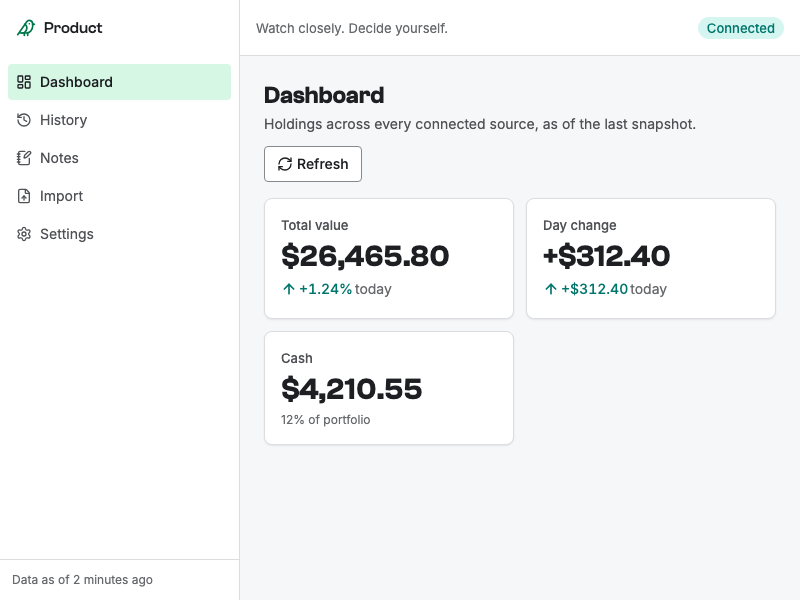 Product
Dashboard
History
Notes
Import
Settings
Data as of 2 minutes ago
Watch closely. Decide yourself.
Connected
Dashboard
Holdings across every connected source, as of the last snapshot.
Refresh
Total value
$26,465.80
+1.24% today
Day change
+$312.40
+$312.40 today
Cash
$4,210.55
12% of portfolio